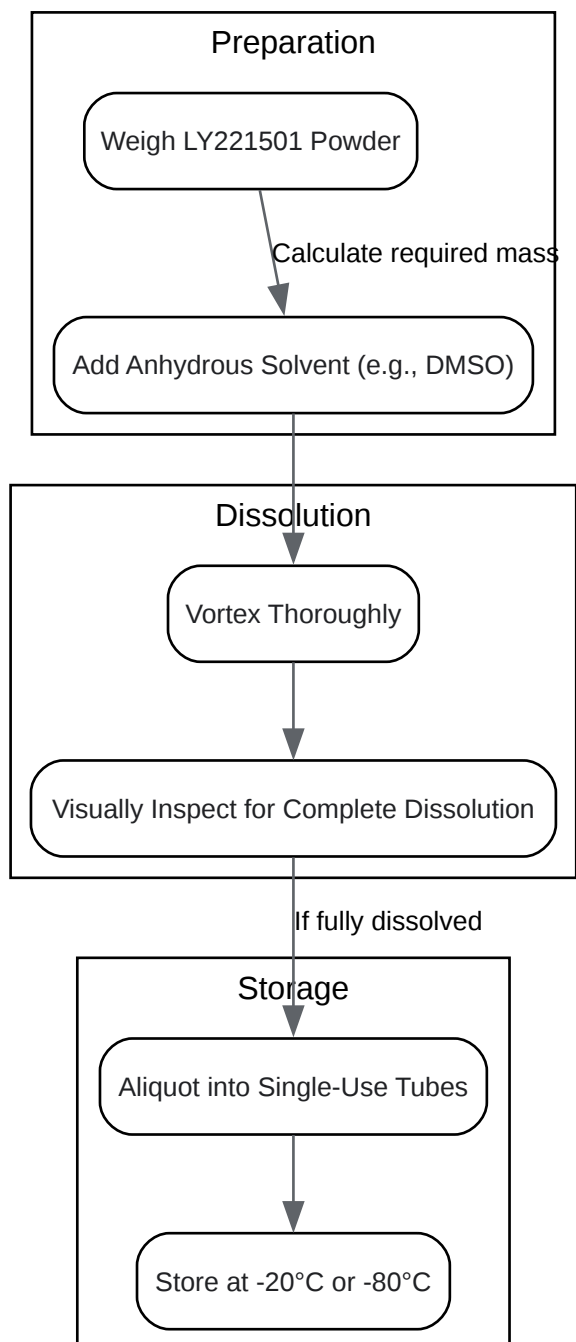 Preparation
Weigh LY221501 Powder
Calculate required mass
Add Anhydrous Solvent (e.g., DMSO)
Dissolution
Vortex Thoroughly
Visually Inspect for Complete Dissolution
If fully dissolved
Storage
Aliquot into Single-Use Tubes
Store at -20°C or -80°C